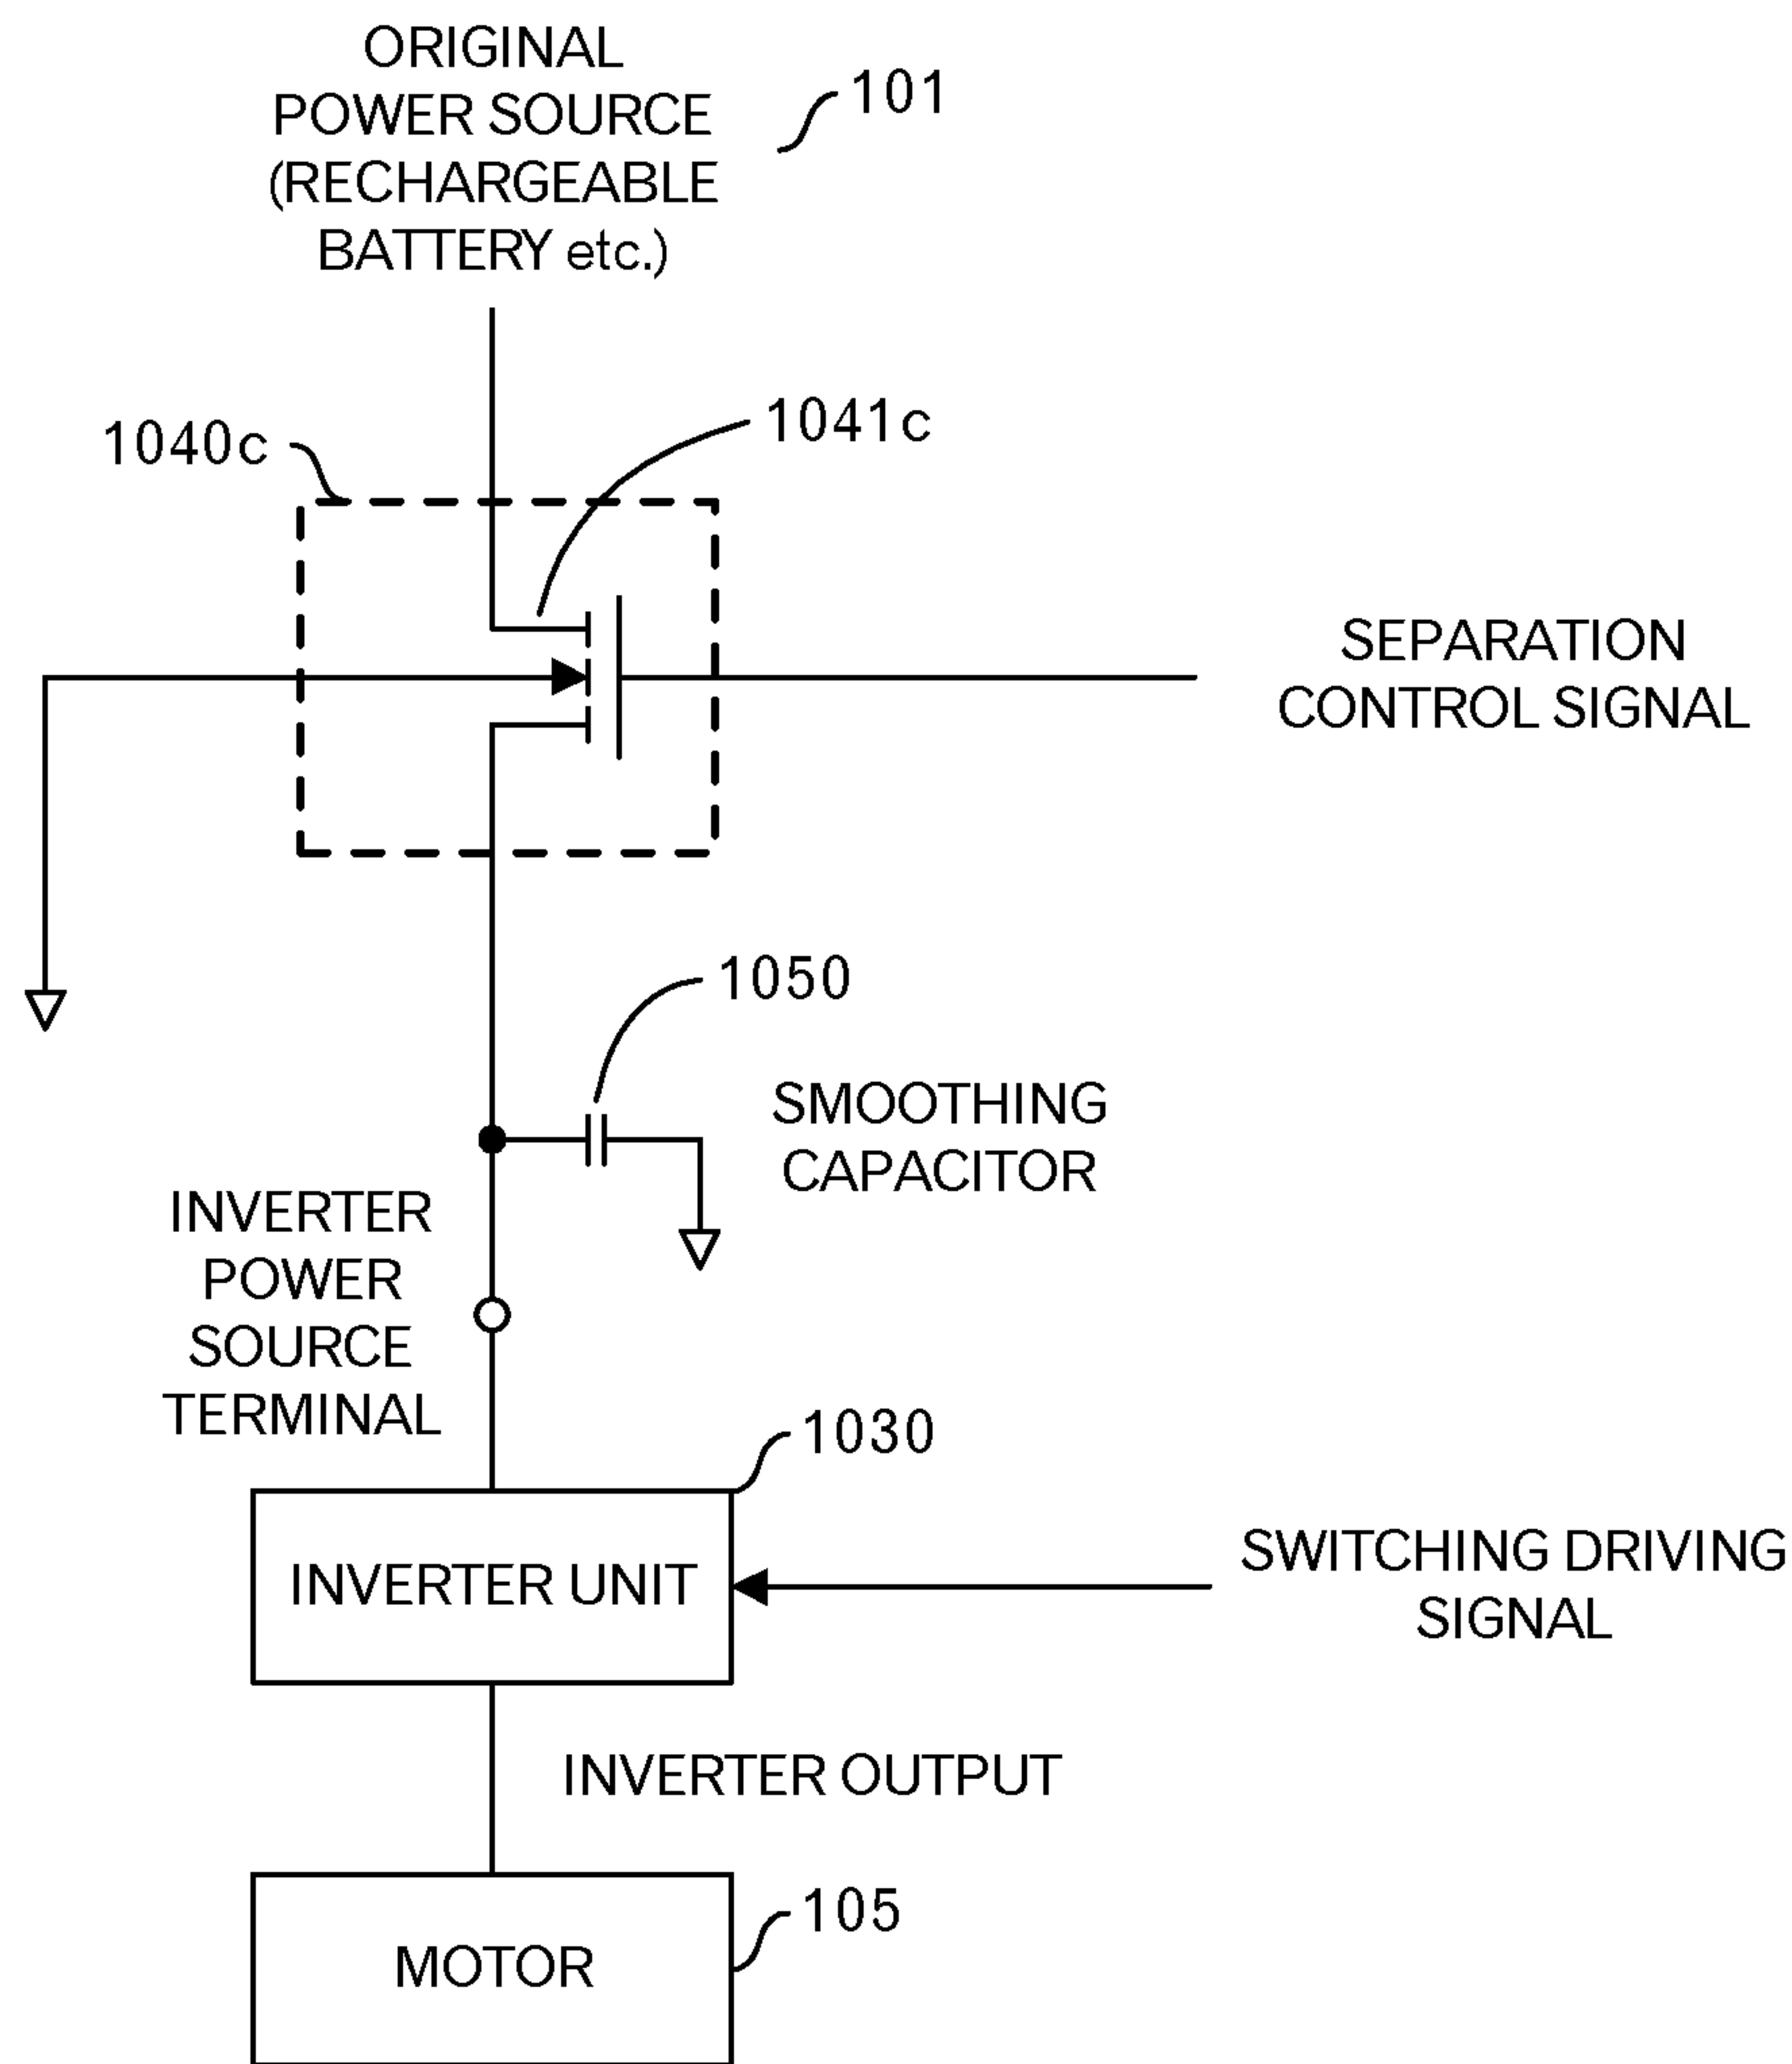 ORIGINAL
POWER SOURCE
(RECHARGEABLE
BATTERY etc.)
101
1040c
1041c
SEPARATION
CONTROL SIGNAL
1050
SMOOTHING
CAPACITOR
INVERTER
POWER
SOURCE
TERMINAL
1030
INVERTER UNIT
SWITCHING DRIVING
SIGNAL
INVERTER OUTPUT
105
MOTOR